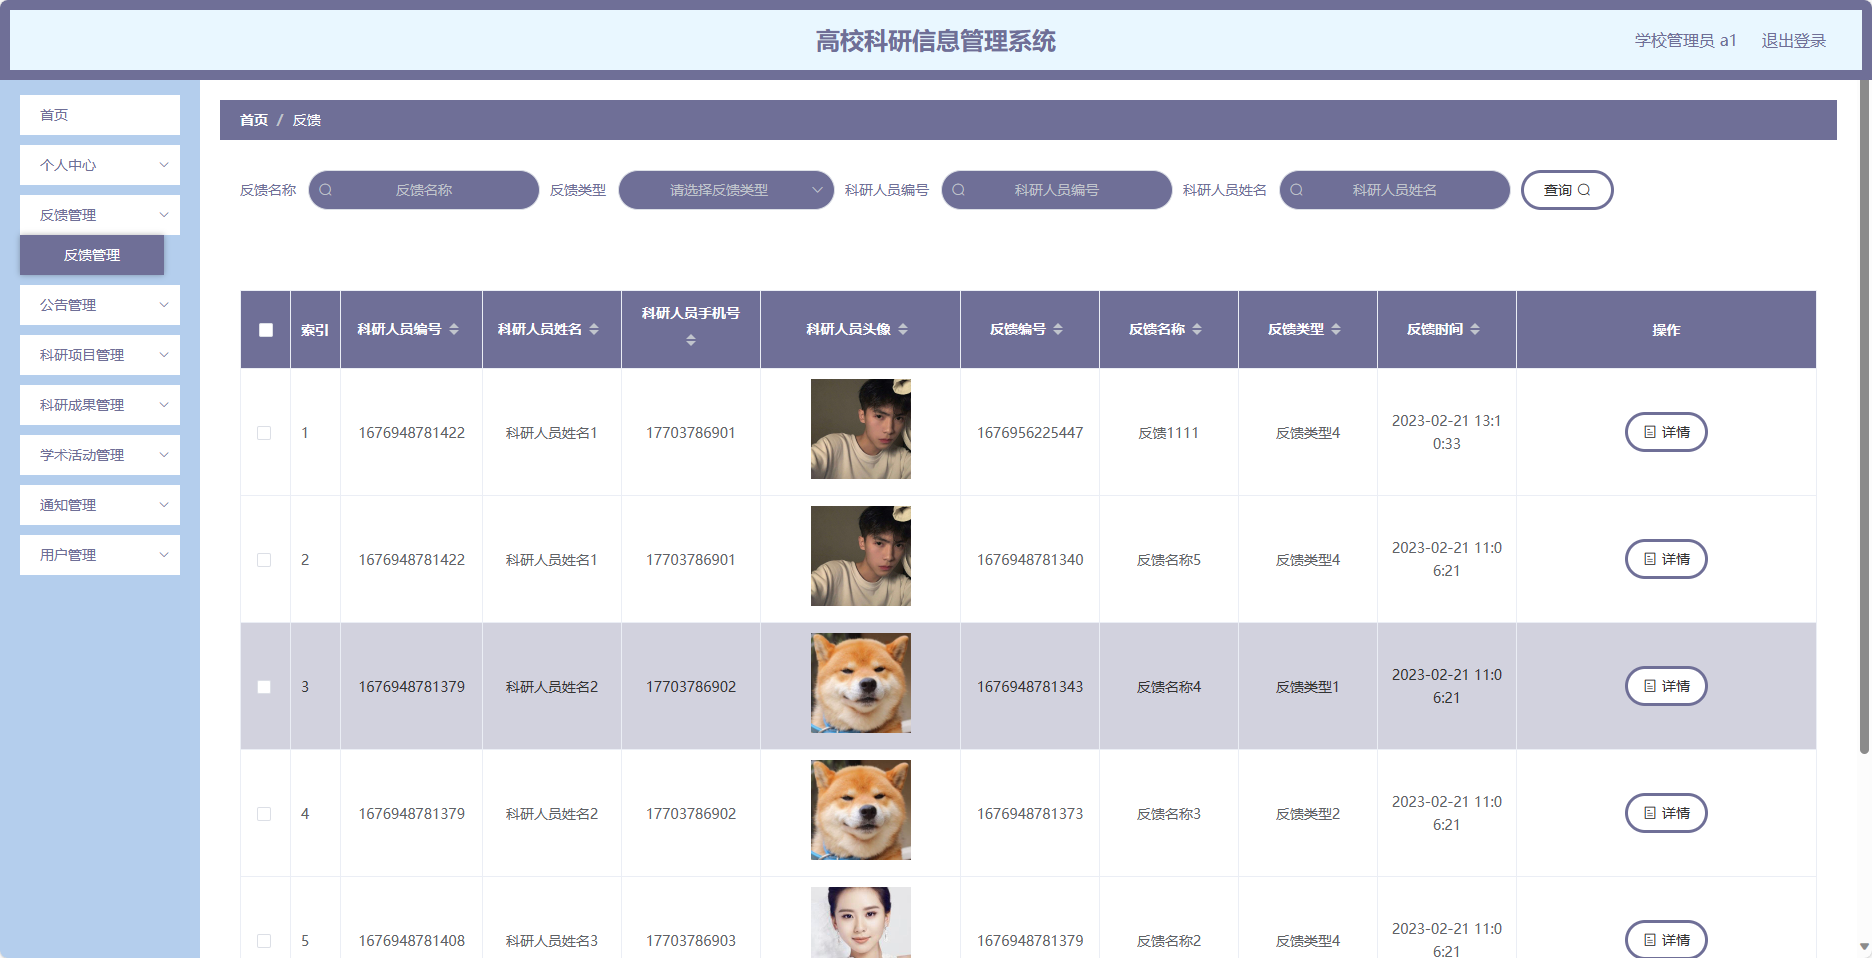 高校科研信息管理系统
学校管理员 a1
退出登录
首页
个人中心
反馈管理
反馈管理
公告管理
科研项目管理
科研成果管理
学术活动管理
通知管理
用户管理
首页 / 反馈
反馈名称 反馈名称 反馈类型 请选择反馈类型 科研人员编号 科研人员编号 科研人员姓名 科研人员姓名 查询
索引 科研人员编号 科研人员姓名 科研人员手机号 科研人员头像 反馈编号 反馈名称 反馈类型 反馈时间 操作
1 1676948781422 科研人员姓名1 17703786901 1676956225447 反馈1111 反馈类型4 2023-02-21 13:1
0:33
详情
2 1676948781422 科研人员姓名1 17703786901 1676948781340 反馈名称5 反馈类型4 2023-02-21 11:0
6:21
详情
3 1676948781379 科研人员姓名2 17703786902 1676948781343 反馈名称4 反馈类型1 2023-02-21 11:0
6:21
详情
4 1676948781379 科研人员姓名2 17703786902 1676948781373 反馈名称3 反馈类型2 2023-02-21 11:0
6:21
详情
5 1676948781408 科研人员姓名3 17703786903 1676948781379 反馈名称2 反馈类型4 2023-02-21 11:0
6:21
详情